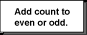 Add count to
even or odd.